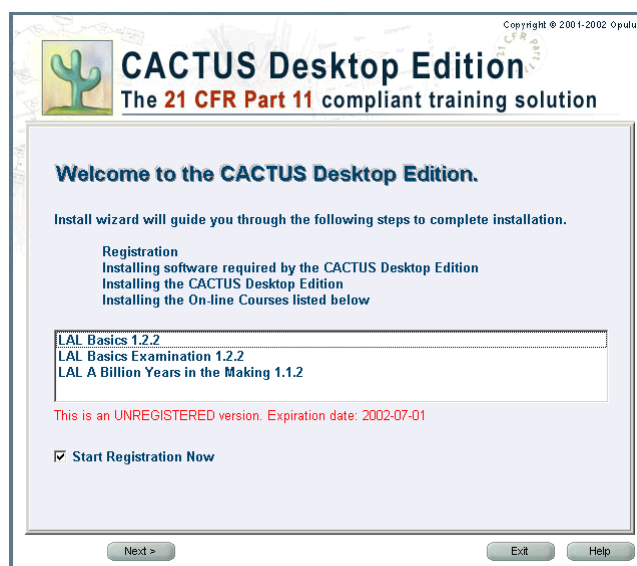 Copyright © 2001-2002 Opulu
CFR Part 1
CACTUS Desktop Edition
The 21 CFR Part 11 compliant training solution
Welcome to the CACTUS Desktop Edition.
Install wizard will guide you through the following steps to complete installation.
Registration
Installing software required by the CACTUS Desktop Edition
Installing the CACTUS Desktop Edition
Installing the On-line Courses listed below
LAL Basics 1.2.2
LAL Basics Examination 1.2.2
LAL A Billion Years in the Making 1.1.2
This is an UNREGISTERED version. Expiration date: 2002-07-01
Start Registration Now
Next >
Exit
Help